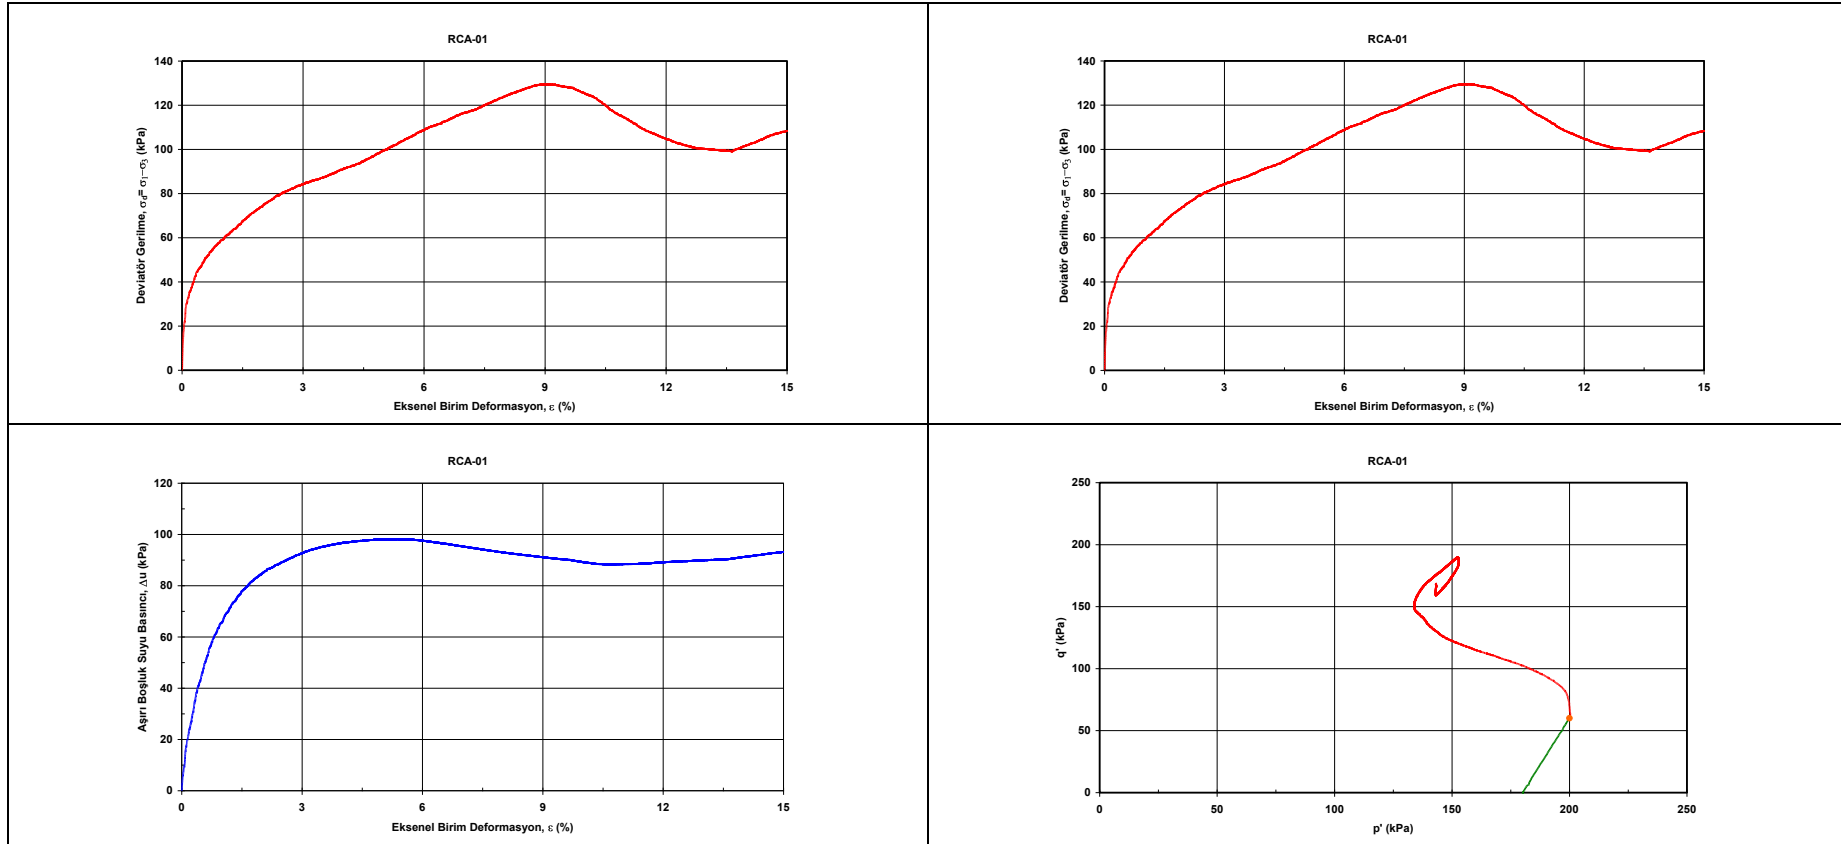 RCA-01
140
120
100
80
60
40
20
0
Deviatör Gerilme, σd= σ1–σ3 (kPa)
0 3 6 9 12 15
Eksenel Birim Deformasyon, ε (%)
RCA-01
140
120
100
80
60
40
20
0
Deviatör Gerilme, σd= σ1–σ3 (kPa)
0 3 6 9 12 15
Eksenel Birim Deformasyon, ε (%)
RCA-01
120
100
80
60
40
20
0
Aşırı Boşluk Suyu Basıncı, Δu (kPa)
0 3 6 9 12 15
Eksenel Birim Deformasyon, ε (%)
RCA-01
250
200
150
100
50
0
q' (kPa)
0 50 100 150 200 250
p' (kPa)